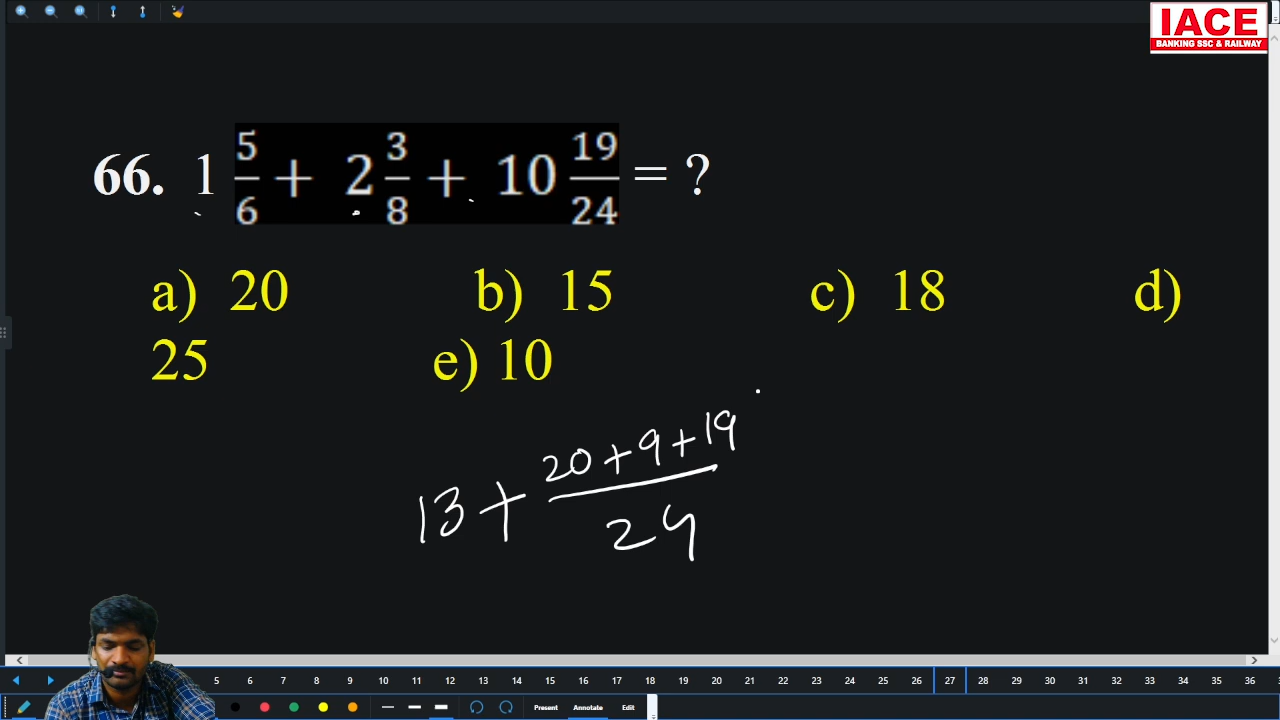 IACE
BANKING SSC & RAILWAY
66. 1 5/6 + 2 3/8 + 10 19/24 = ?
a) 20 b) 15 c) 18 d)
25 e) 10
13 + 20+9+19/24
5 6 7 8 9 10 11 12 13 14 15 16 17 18 19 20 21 22 23 24 25 26 27 28 29 30 31 32 33 34 35 36
Present Annotate Edit